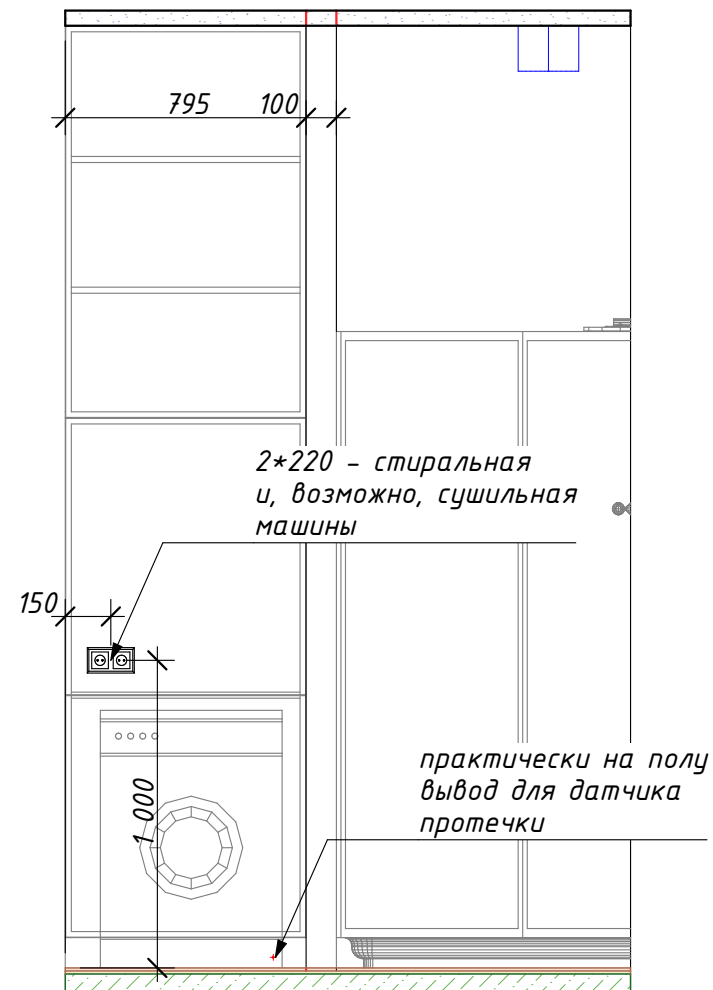 795
100
2*220 - стиральная
и, возможно, сушильная
машины
150
1 000
практически на полу
вывод для датчика
протечки